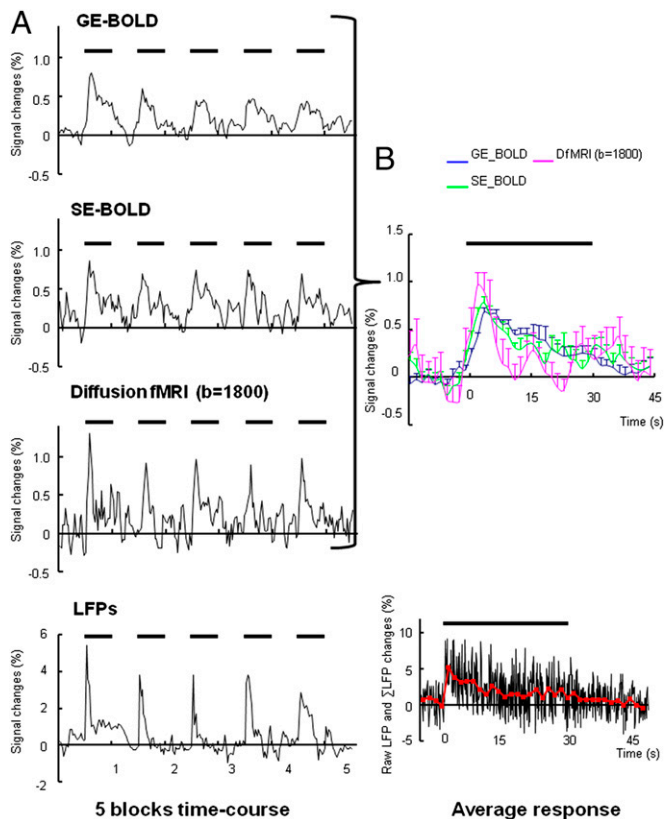 A
GE-BOLD
Signal changes (%)
1.0
0.5
0
-0.5
SE-BOLD
Signal changes (%)
1.0
0.5
0
-0.5
Diffusion fMRI (b=1800)
Signal changes (%)
1.0
0.5
0
-0.5
LFPs
Signal changes (%)
6
4
2
0
-2
1 2 3 4 5
5 blocks time-course
B
GE_BOLD DfMRI (b=1800)
SE_BOLD
Signal changes (%)
1.5
1.0
0.5
0
-0.5
0 15 30 45
Time (s)
Raw LFP and ∑LFP changes (%)
10
5
0
-5
0 15 30 45
Time (s)
Average response